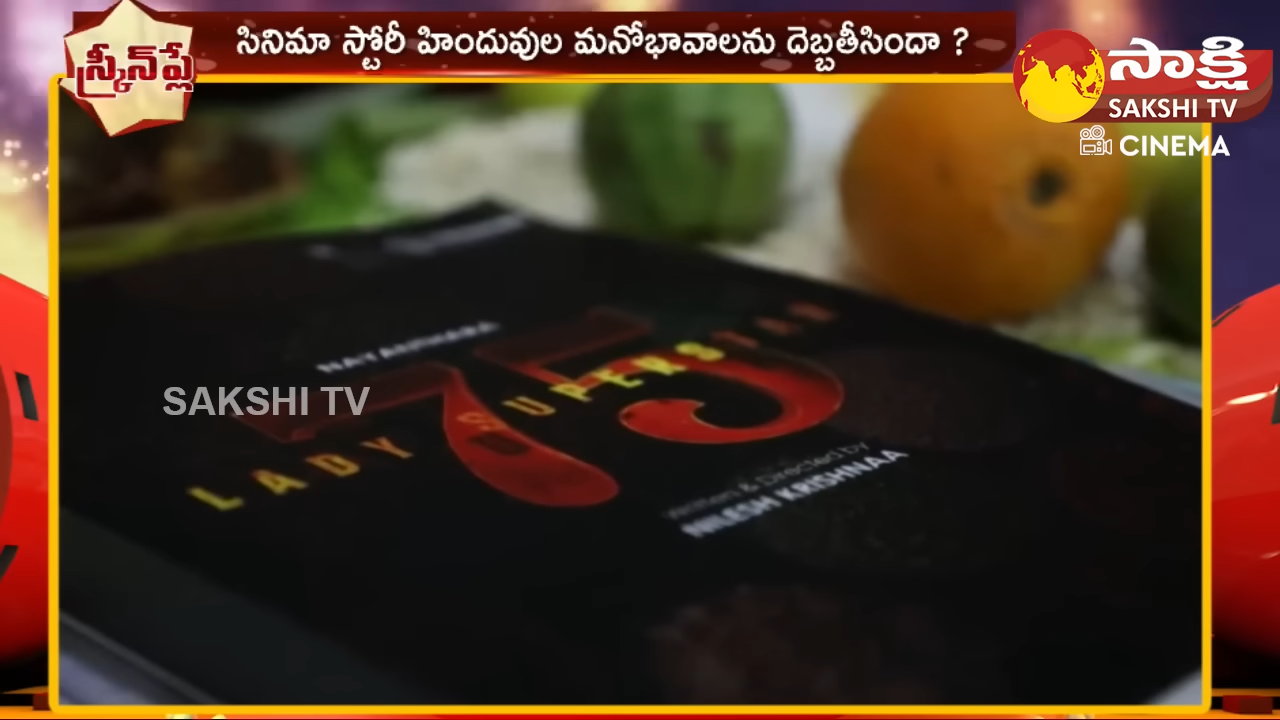 స్క్రీన్‌ప్లే
సినిమా స్టోరీ హిందువుల మనోభావాలను దెబ్బతీసిందా ?
సాక్షి
SAKSHI TV
CINEMA
NAYANTHARA
75
LADY SUPERSTAR
SAKSHI TV
Written & Directed by
NILESH KRISHNAA